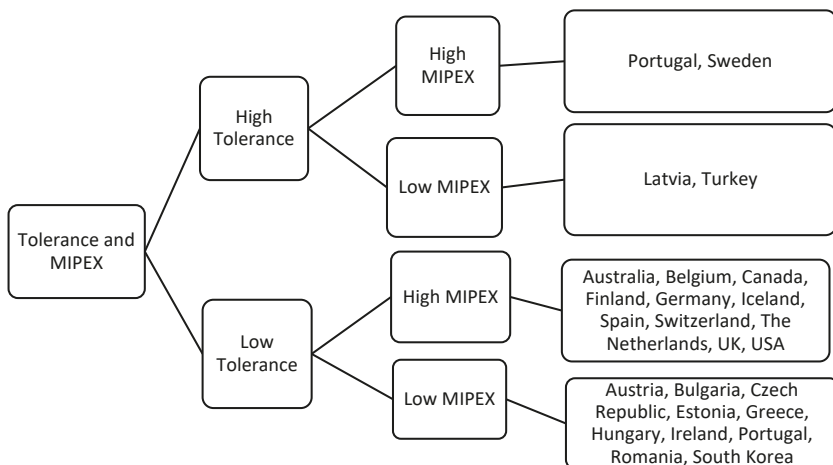 Tolerance and
MIPEX
High
Tolerance
High
MIPEX
Portugal, Sweden
Low MIPEX
Latvia, Turkey
Low
Tolerance
High MIPEX
Australia, Belgium, Canada,
Finland, Germany, Iceland,
Spain, Switzerland, The
Netherlands, UK, USA
Low MIPEX
Austria, Bulgaria, Czech
Republic, Estonia, Greece,
Hungary, Ireland, Portugal,
Romania, South Korea